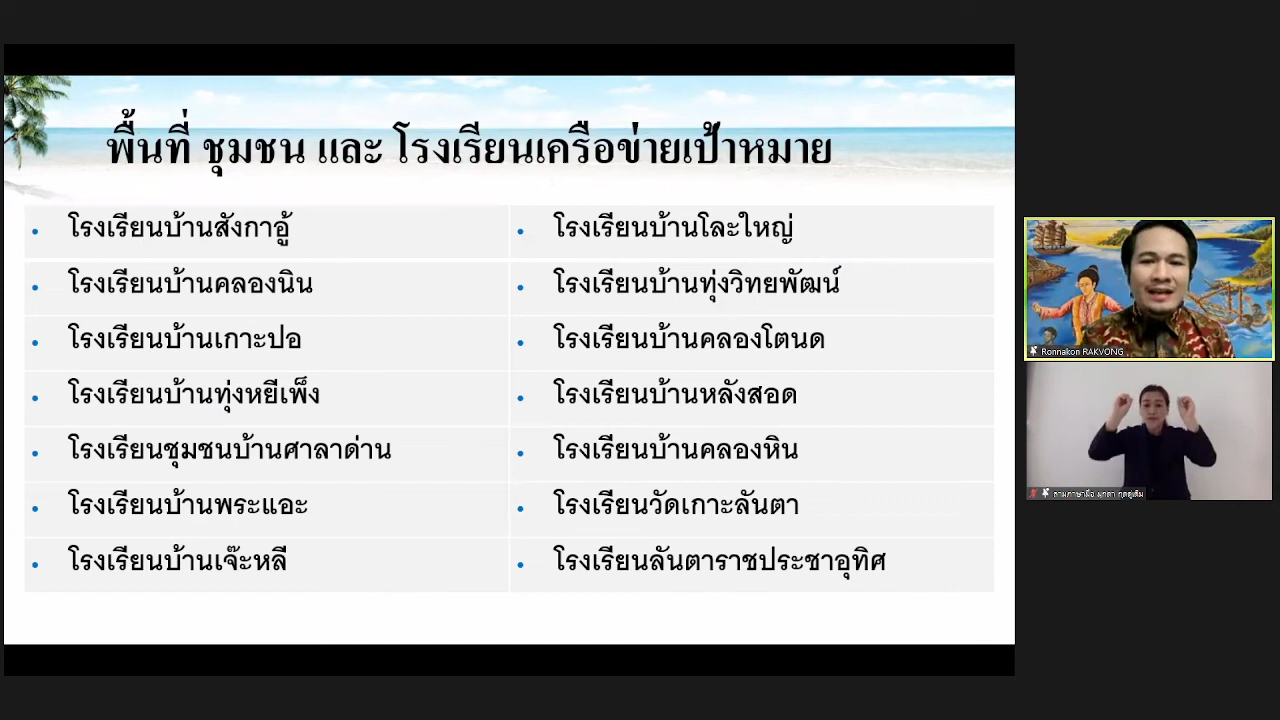 พื้นที่ ชุมชน และ โรงเรียนเครือข่ายเป้าหมาย
• โรงเรียนบ้านสังกาอู้
• โรงเรียนบ้านโละใหญ่
• โรงเรียนบ้านคลองนิน
• โรงเรียนบ้านทุ่งวิทยพัฒน์
• โรงเรียนบ้านเกาะปอ
• โรงเรียนบ้านคลองโตนด
• โรงเรียนบ้านทุ่งหยีเพ็ง
• โรงเรียนบ้านหลังสอด
• โรงเรียนชุมชนบ้านศาลาด่าน
• โรงเรียนบ้านคลองหิน
• โรงเรียนบ้านพระแอะ
• โรงเรียนวัดเกาะลันตา
• โรงเรียนบ้านเจ๊ะหลี
• โรงเรียนลันตาราชประชาอุทิศ
Ronnakon RAKVONG
ล่ามภาษามือ มุกดา